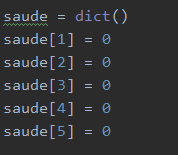 saude = dict()
saude[1] = 0
saude[2] = 0
saude[3] = 0
saude[4] = 0
saude[5] = 0